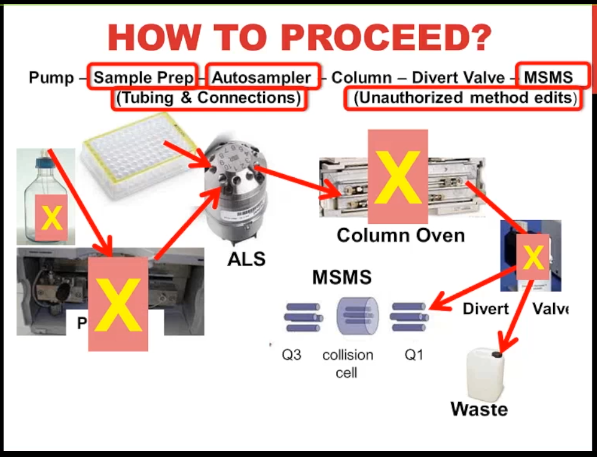 HOW TO PROCEED?
Pump – Sample Prep – Autosampler – Column – Divert Valve – MSMS
(Tubing & Connections) (Unauthorized method edits)
X
X
X
X
ALS
Column Oven
P
MSMS
Divert Valve
Q3 collision cell Q1
Waste